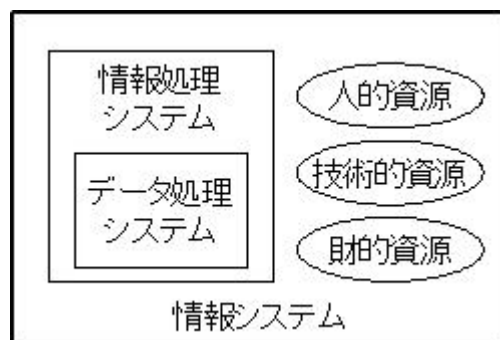 情報処理
システム
データ処理
システム
人的資源
技術的資源
財的資源
情報システム